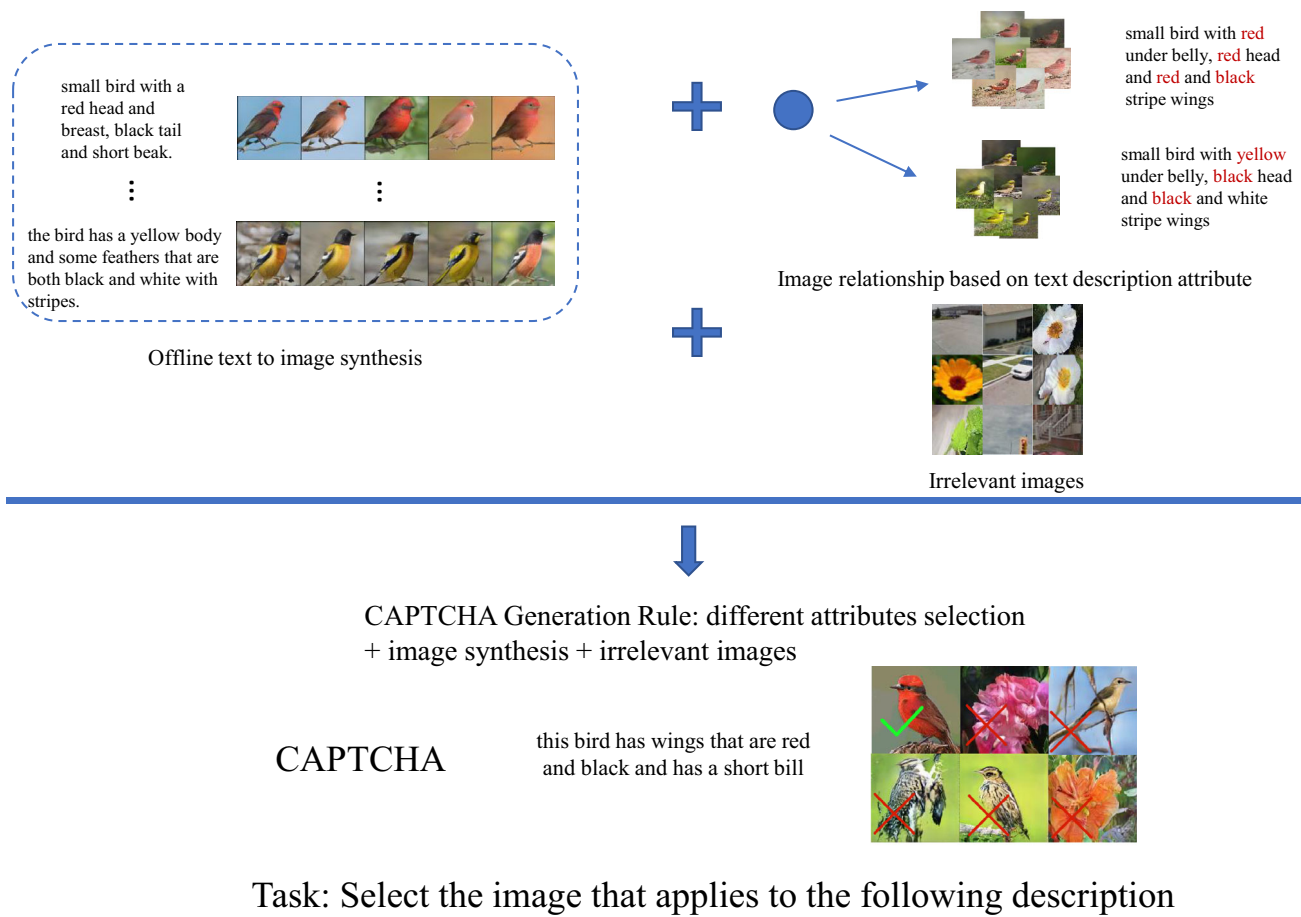 small bird with a
red head and
breast, black tail
and short beak.
⋮
⋮
the bird has a yellow body
and some feathers that are
both black and white with
stripes.
Offline text to image synthesis
small bird with red
under belly, red head
and red and black
stripe wings
small bird with yellow
under belly, black head
and black and white
stripe wings
Image relationship based on text description attribute
Irrelevant images
CAPTCHA Generation Rule: different attributes selection
+ image synthesis + irrelevant images
CAPTCHA
this bird has wings that are red
and black and has a short bill
Task: Select the image that applies to the following description